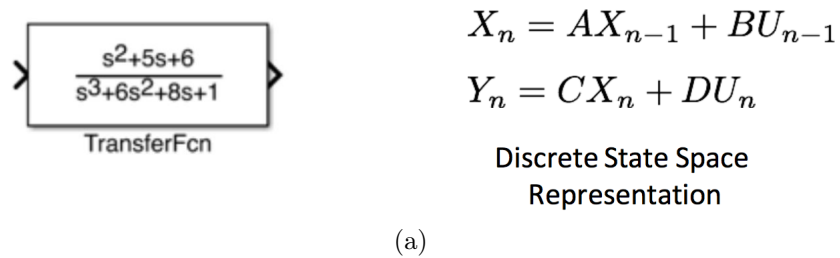 s²+5s+6
s³+6s²+8s+1
TransferFcn
Xₙ = AXₙ₋₁ + BUₙ₋₁
Yₙ = CXₙ + DUₙ
Discrete State Space
Representation
(a)